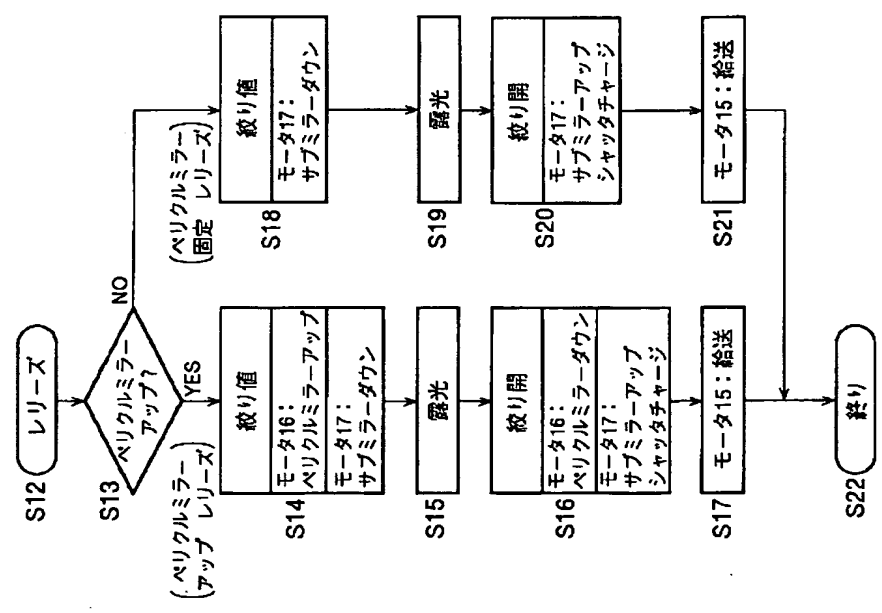 S12
レリーズ
S13
ペリクルミラー
アップ?
NO
YES
(ペリクルミラー
アップ レリーズ)
(ペリクルミラー
固定 レリーズ)
S14
絞り値
モータ16:
ペリクルミラーアップ
モータ17:
サブミラーダウン
S15
露光
S16
絞り開
モータ16:
ペリクルミラーダウン
モータ17:
サブミラーアップ
シャッタチャージ
S17
モータ15:給送
S18
絞り値
モータ17:
サブミラーダウン
S19
露光
S20
絞り開
モータ17:
サブミラーアップ
シャッタチャージ
S21
モータ15:給送
S22
終り